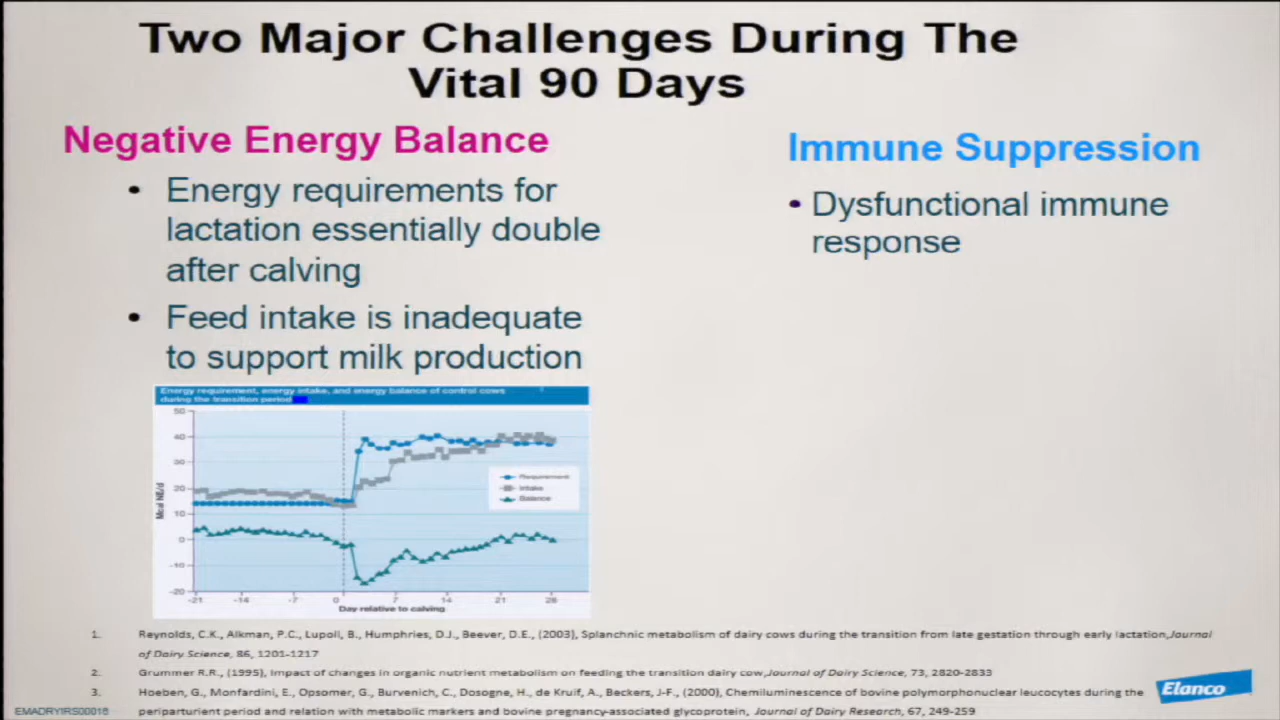 Two Major Challenges During The
Vital 90 Days
Negative Energy Balance
• Energy requirements for
lactation essentially double
after calving
• Feed intake is inadequate
to support milk production
Immune Suppression
• Dysfunctional immune
response
Energy requirement, energy intake, and energy balance of control cows
during the transition period
50
40
30
20
10
0
-10
-20
Mcal NE/d
Requirement
Intake
Balance
-21 -14 -7 0 7 14 21 28
Day relative to calving
1. Reynolds, C.K., Aikman, P.C., Lupoli, B., Humphries, D.J., Beever, D.E., (2003), Splanchnic metabolism of dairy cows during the transition from late gestation through early lactation,Journal
of Dairy Science, 86, 1201-1217
2. Grummer R.R., (1995), Impact of changes in organic nutrient metabolism on feeding the transition dairy cow,Journal of Dairy Science, 73, 2820-2833
3. Hoeben, G., Monfardini, E., Opsomer, G., Burvenich, C., Dosogne, H., de Kruif, A., Beckers, J-F., (2000), Chemiluminescence of bovine polymorphonuclear leucocytes during the
periparturient period and relation with metabolic markers and bovine pregnancy-associated glycoprotein, Journal of Dairy Research, 67, 249-259
EMADRYIRS00016
Elanco